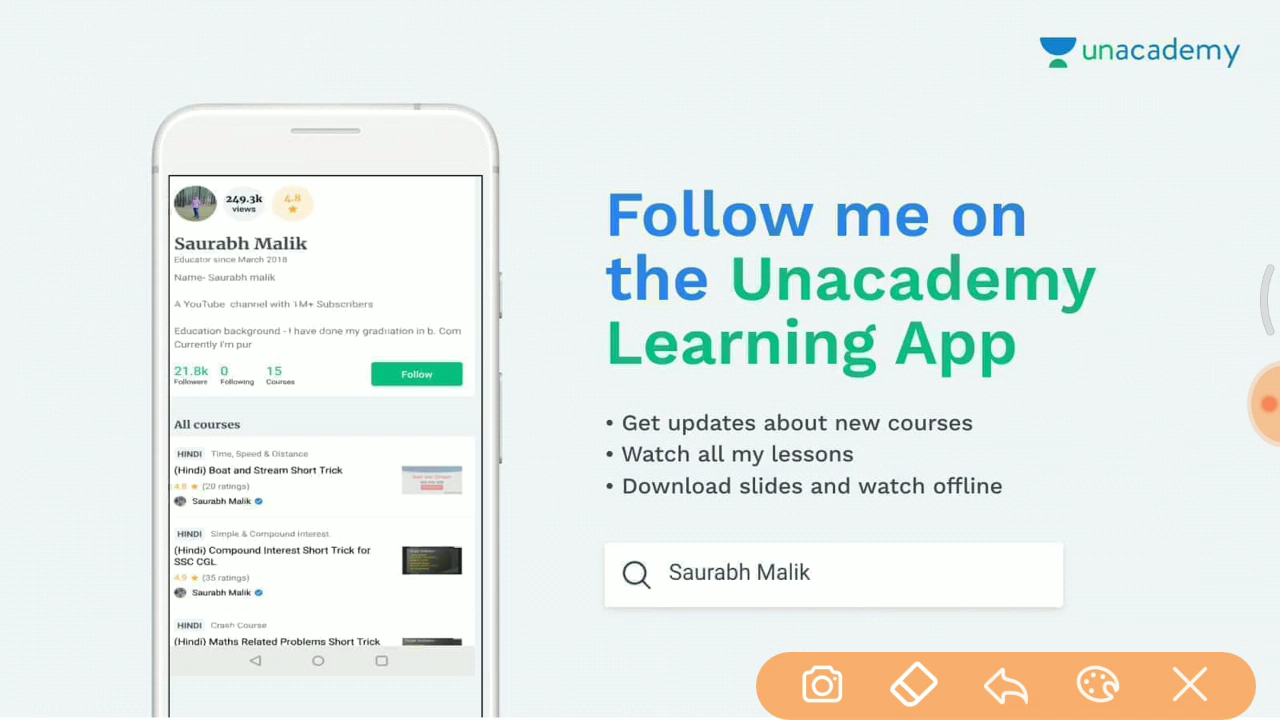 unacademy
249.3k
views
4.8
Saurabh Malik
Educator since March 2018
Name- Saurabh malik
A YouTube channel with 1M+ Subscribers
Education background - I have done my graduation in b. Com
Currently I'm pur
21.8k 0 15
Followers Following Courses
Follow
All courses
HINDI Time, Speed & Distance
(Hindi) Boat and Stream Short Trick
4.8 ★ (20 ratings)
Saurabh Malik
HINDI Simple & Compound Interest
(Hindi) Compound Interest Short Trick for
SSC CGL
4.9 ★ (35 ratings)
Saurabh Malik
HINDI Crash Course
(Hindi) Maths Related Problems Short Trick
Follow me on
the Unacademy
Learning App
• Get updates about new courses
• Watch all my lessons
• Download slides and watch offline
Saurabh Malik